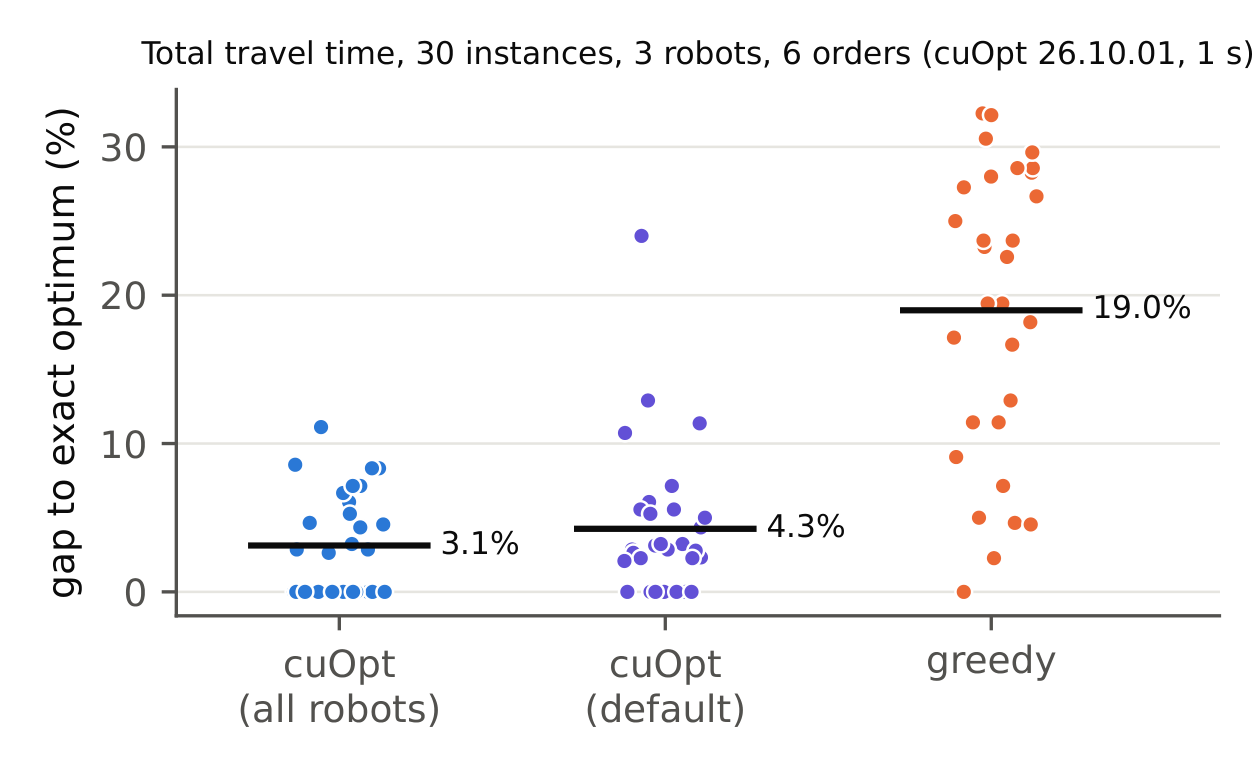 Total travel time, 30 instances, 3 robots, 6 orders (cuOpt 26.10.01, 1 s)
gap to exact optimum (%)
30
20
10
0
19.0%
4.3%
3.1%
cuOpt
(all robots)
cuOpt
(default)
greedy